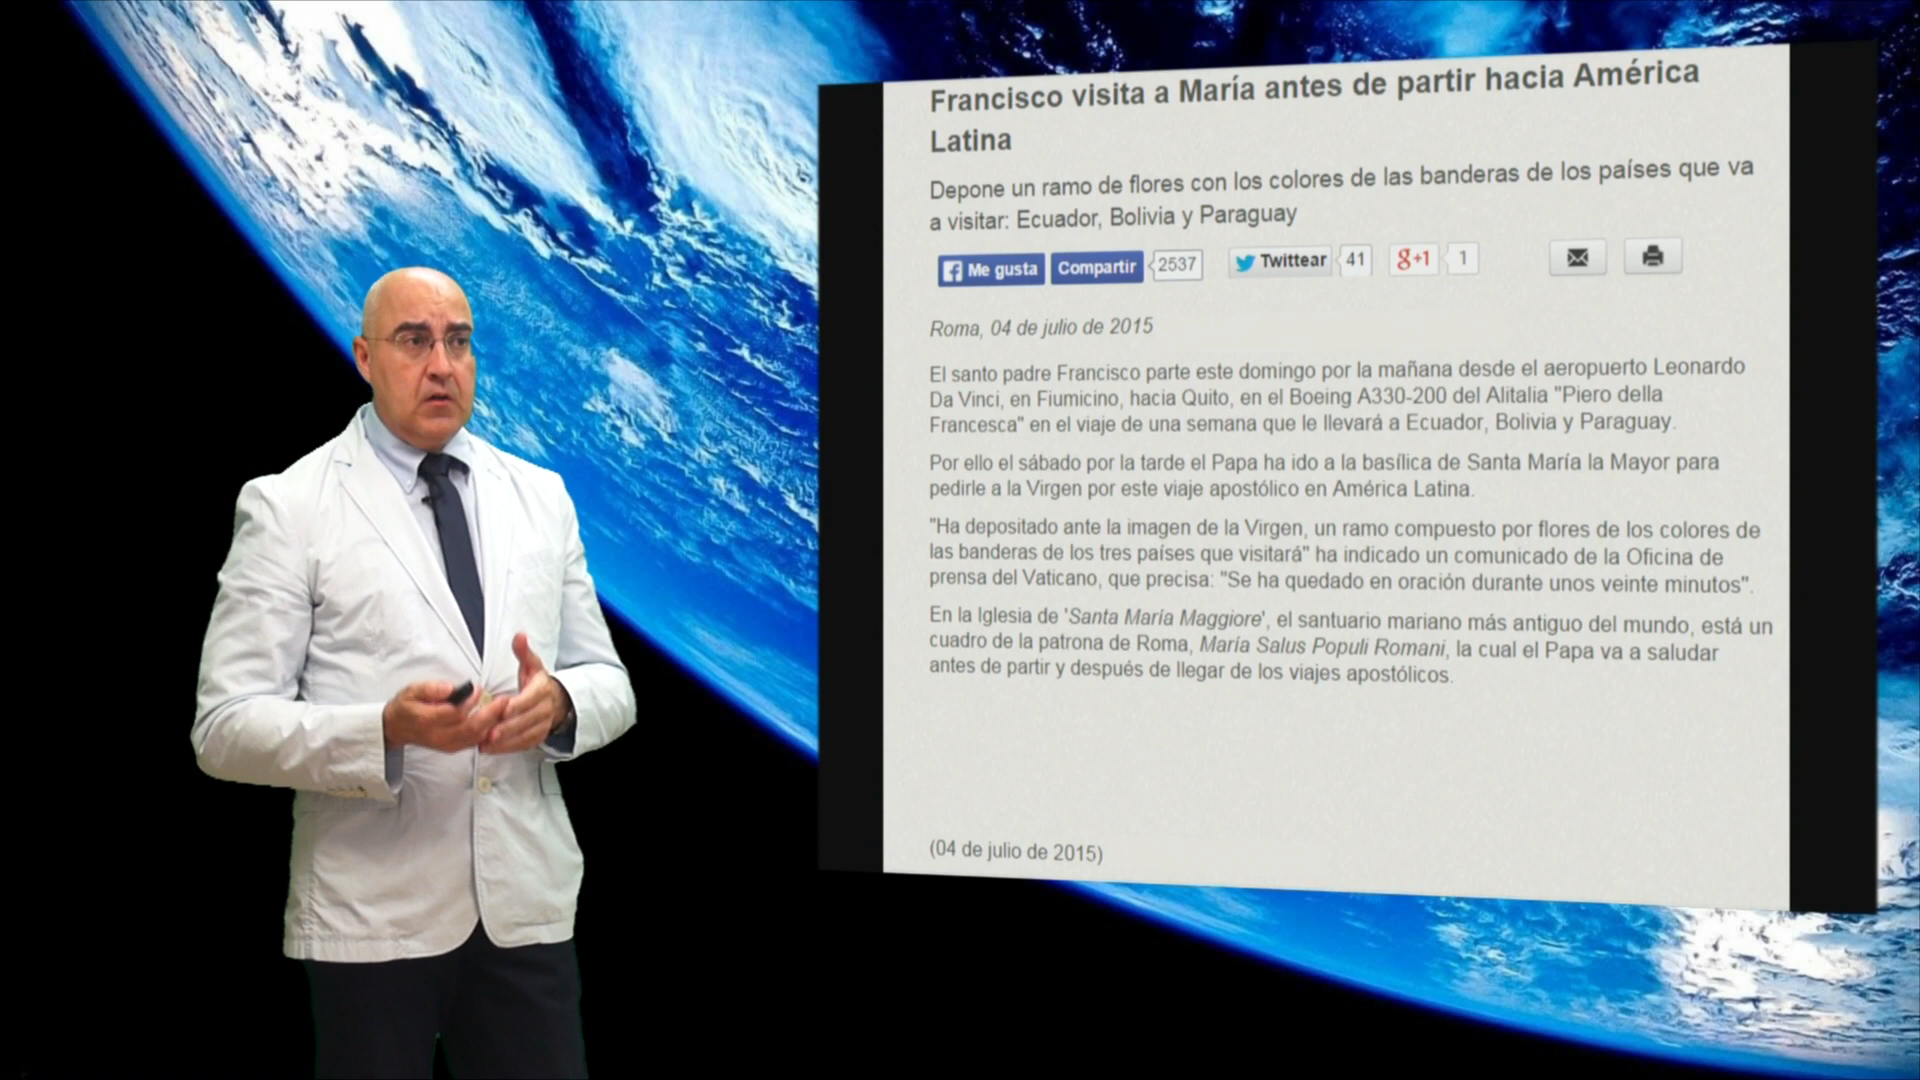 Francisco visita a María antes de partir hacia América
Latina
Depone un ramo de flores con los colores de las banderas de los países que va
a visitar: Ecuador, Bolivia y Paraguay
Me gusta Compartir 2537 Twittear 41 g+1 1
Roma, 04 de julio de 2015
El santo padre Francisco parte este domingo por la mañana desde el aeropuerto Leonardo
Da Vinci, en Fiumicino, hacia Quito, en el Boeing A330-200 del Alitalia "Piero della
Francesca" en el viaje de una semana que le llevará a Ecuador, Bolivia y Paraguay.
Por ello el sábado por la tarde el Papa ha ido a la basílica de Santa María la Mayor para
pedirle a la Virgen por este viaje apostólico en América Latina.
"Ha depositado ante la imagen de la Virgen, un ramo compuesto por flores de los colores de
las banderas de los tres países que visitará" ha indicado un comunicado de la Oficina de
prensa del Vaticano, que precisa: "Se ha quedado en oración durante unos veinte minutos".
En la Iglesia de 'Santa María Maggiore', el santuario mariano más antiguo del mundo, está un
cuadro de la patrona de Roma, María Salus Populi Romani, la cual el Papa va a saludar
antes de partir y después de llegar de los viajes apostólicos.
(04 de julio de 2015)